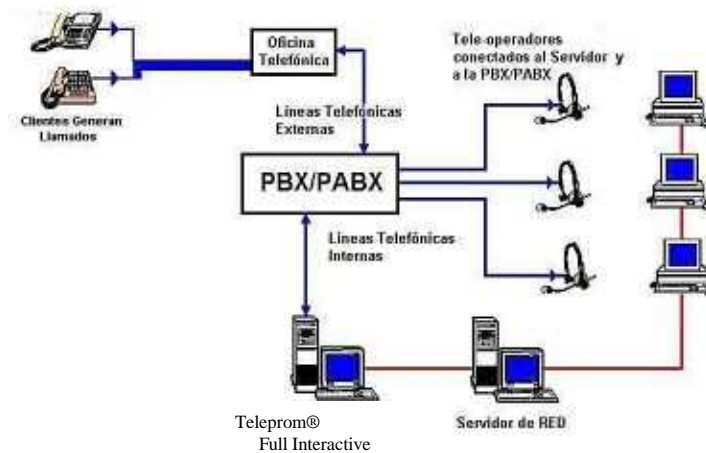 Oficina
Telefónica
Tele-operadores
conectados al Servidor y
a la PBX/PABX
Clientes Generan
Llamados
Líneas Telefónicas
Externas
PBX/PABX
Líneas Telefónicas
Internas
Teleprom®
Full Interactive
Servidor de RED